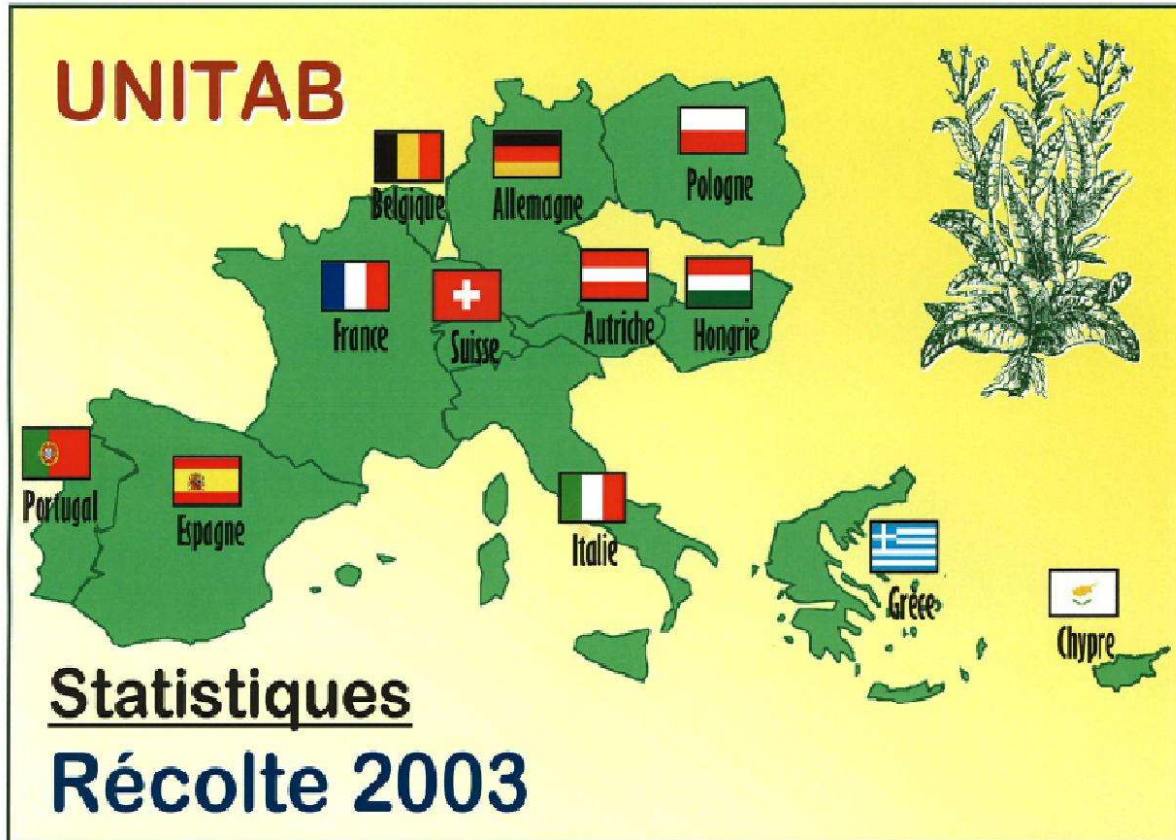 UNITAB
Belgique
Allemagne
Pologne
France
Suisse
Autriche
Hongrie
Portugal
Espagne
Italie
Grèce
Chypre
Statistiques
Récolte 2003